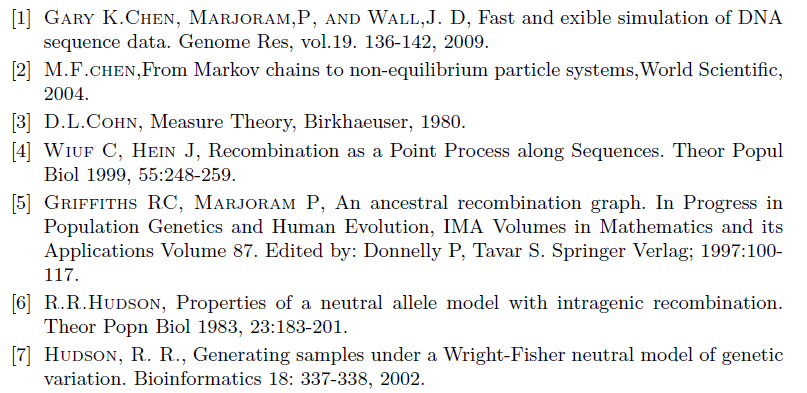 [1] GARY K.CHEN, MARJORAM,P, AND WALL,J. D, Fast and exible simulation of DNA
sequence data. Genome Res, vol.19. 136-142, 2009.
[2] M.F.CHEN,From Markov chains to non-equilibrium particle systems,World Scientific,
2004.
[3] D.L.COHN, Measure Theory, Birkhaeuser, 1980.
[4] WIUF C, HEIN J, Recombination as a Point Process along Sequences. Theor Popul
Biol 1999, 55:248-259.
[5] GRIFFITHS RC, MARJORAM P, An ancestral recombination graph. In Progress in
Population Genetics and Human Evolution, IMA Volumes in Mathematics and its
Applications Volume 87. Edited by: Donnelly P, Tavar S. Springer Verlag; 1997:100-
117.
[6] R.R.HUDSON, Properties of a neutral allele model with intragenic recombination.
Theor Popn Biol 1983, 23:183-201.
[7] HUDSON, R. R., Generating samples under a Wright-Fisher neutral model of genetic
variation. Bioinformatics 18: 337-338, 2002.